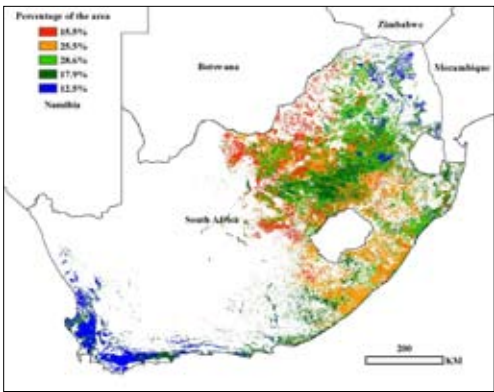 Percentage of the area
15.5%
25.5%
28.6%
17.9%
12.5%
Namibia
Botswana
Zimbabwe
Mozambique
South Africa
200
KM